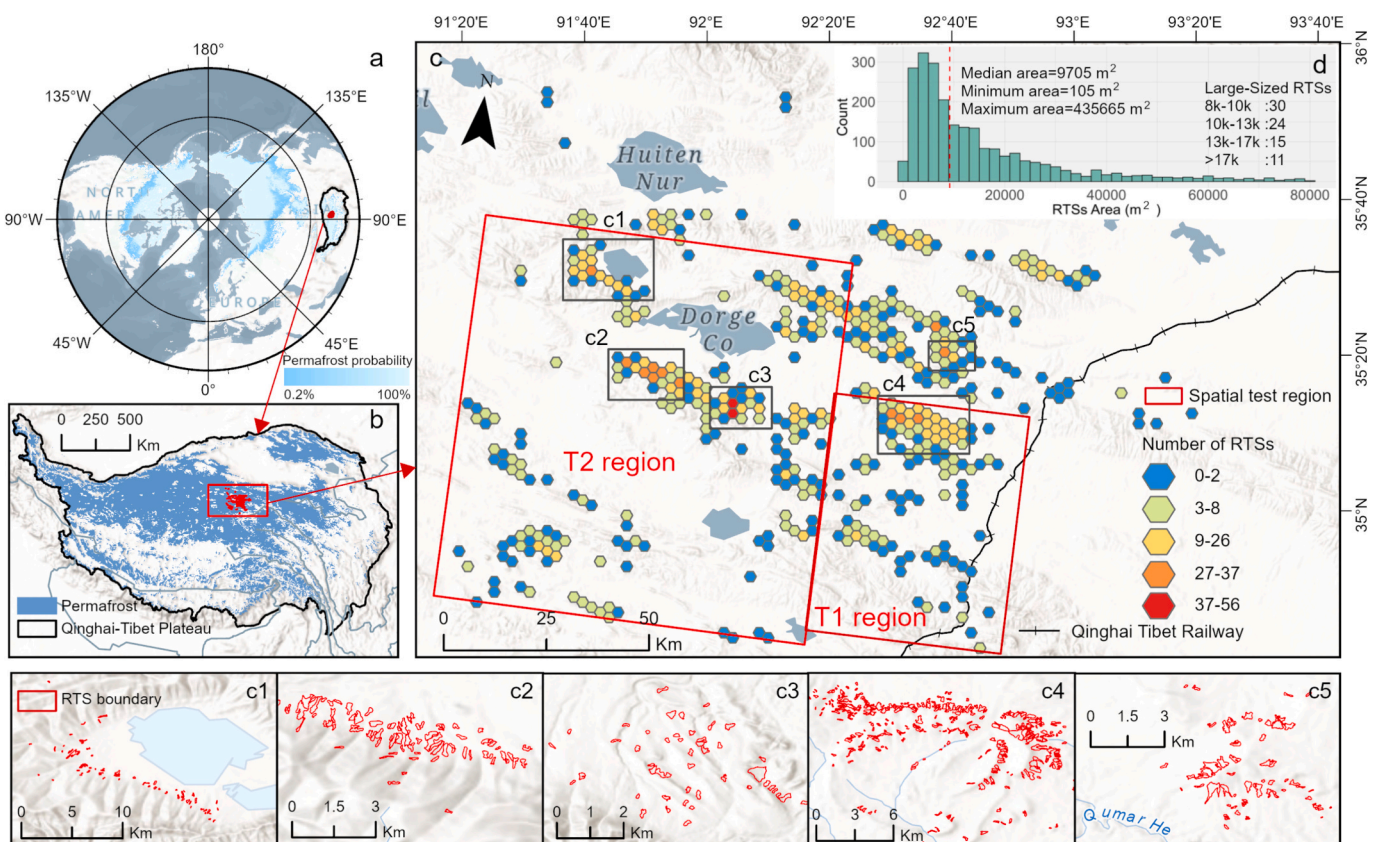 a
180°
135°W
135°E
NORTH
AMER
90°W
90°E
EUROPE
45°W
45°E
0°
Permafrost probability
0.2%
100%
b
0 250 500
Km
Permafrost
Qinghai-Tibet Plateau
91°20'E
91°40'E
92°E
92°20'E
92°40'E
93°E
93°20'E
93°40'E
36°N
35°40'N
35°20'N
35°N
c
il
N
Huiten
Nur
Dorge
Co
c1
c2
c3
c4
c5
T2 region
T1 region
0 25 50
Km
d
300
200
100
0
Count
Median area=9705 m²
Minimum area=105 m²
Maximum area=435665 m²
Large-Sized RTSs
8k-10k :30
10k-13k :24
13k-17k :15
>17k :11
0 20000 40000 60000 80000
RTSs Area (m² )
Spatial test region
Number of RTSs
0-2
3-8
9-26
27-37
37-56
Qinghai Tibet Railway
RTS boundary
c1
0 5 10
Km
c2
0 1.5 3
Km
c3
0 1 2
Km
c4
0 3 6
Km
c5
0 1.5 3
Km
Qumar He